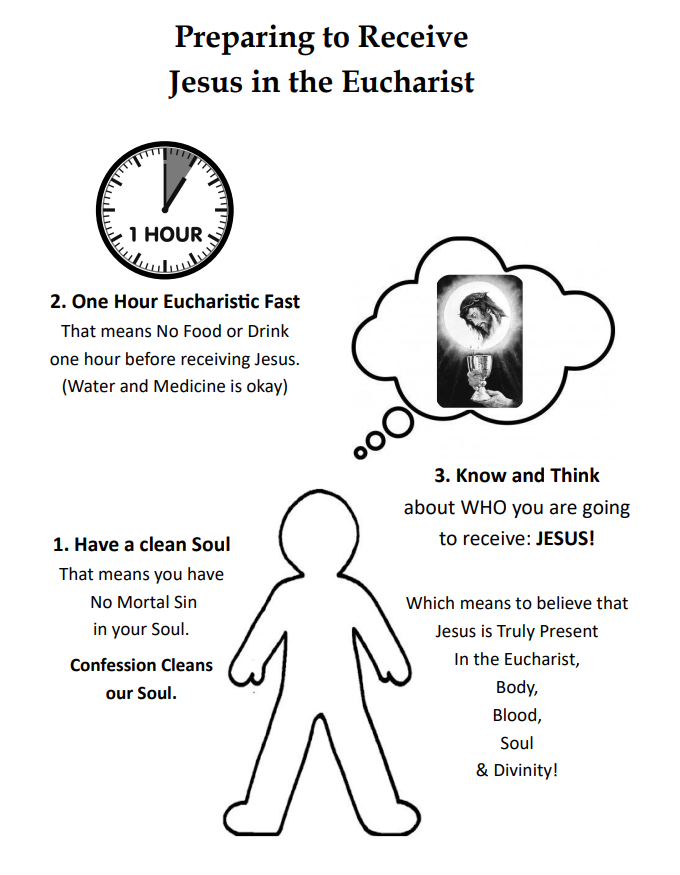 Preparing to Receive
Jesus in the Eucharist
1 HOUR
2. One Hour Eucharistic Fast
That means No Food or Drink
one hour before receiving Jesus.
(Water and Medicine is okay)
3. Know and Think
about WHO you are going
to receive: JESUS!
1. Have a clean Soul
That means you have
No Mortal Sin
in your Soul.
Confession Cleans
our Soul.
Which means to believe that
Jesus is Truly Present
In the Eucharist,
Body,
Blood,
Soul
& Divinity!